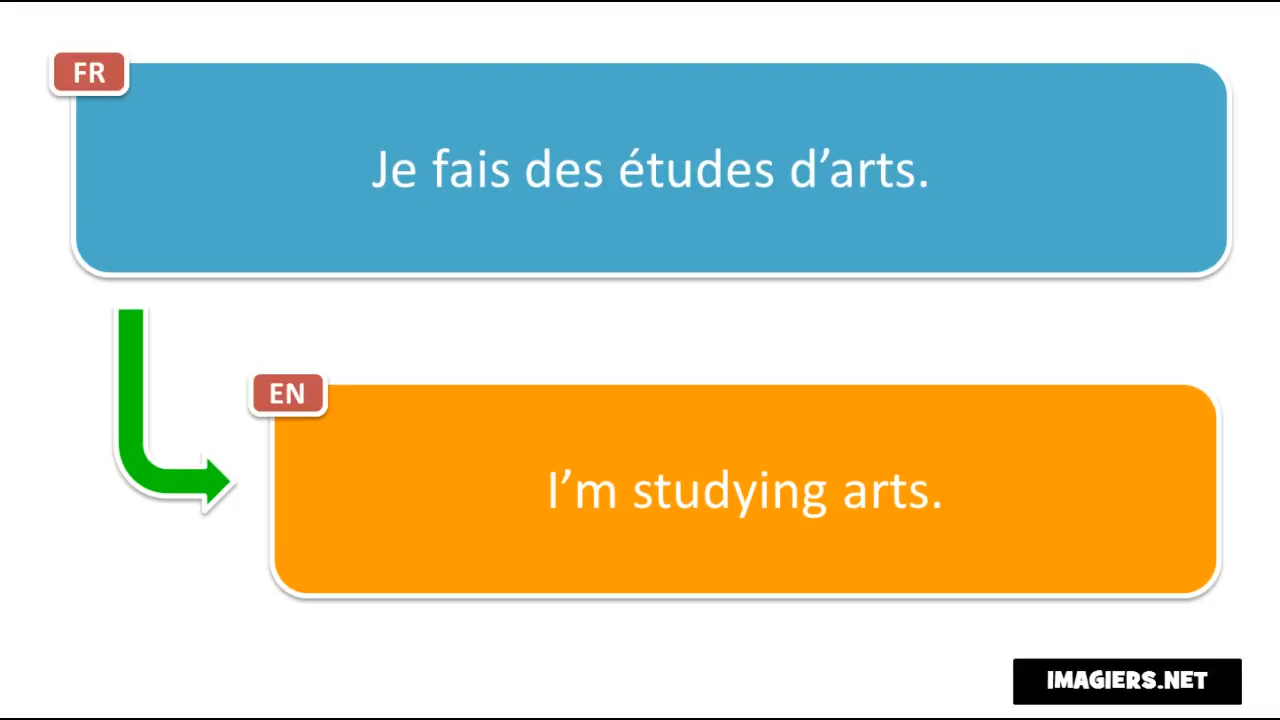 FR
Je fais des études d’arts.
EN
I’m studying arts.
IMAGIERS.NET